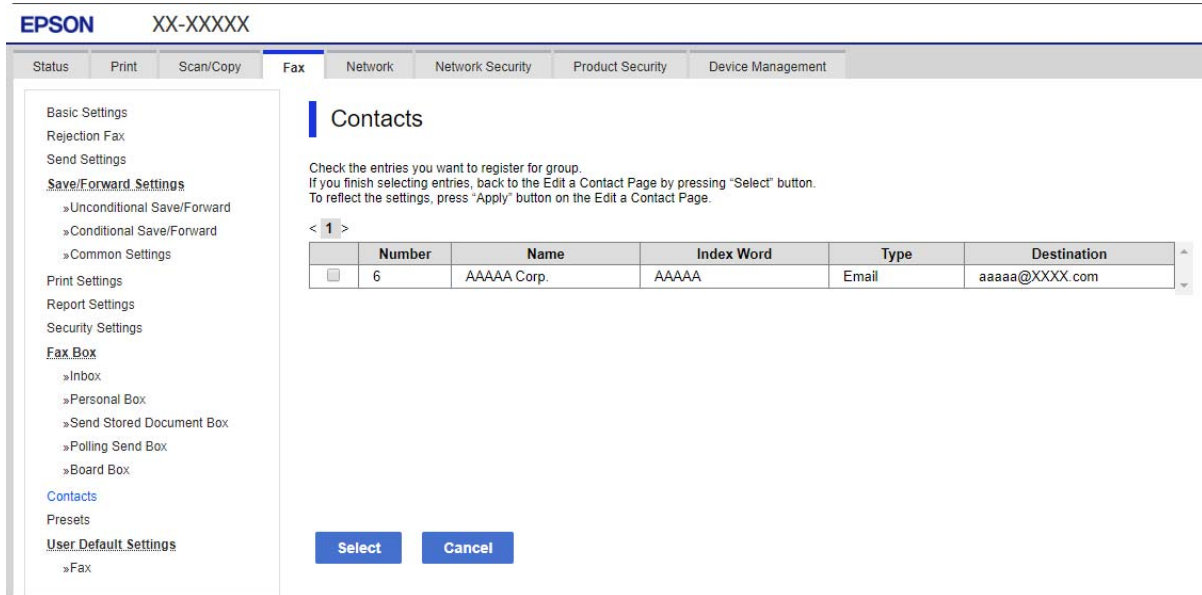 EPSON XX-XXXXX
Status Print Scan/Copy Fax Network Network Security Product Security Device Management
Basic Settings
Rejection Fax
Send Settings
Save/Forward Settings
»Unconditional Save/Forward
»Conditional Save/Forward
»Common Settings
Print Settings
Report Settings
Security Settings
Fax Box
»Inbox
»Personal Box
»Send Stored Document Box
»Polling Send Box
»Board Box
Contacts
Presets
User Default Settings
»Fax
Contacts
Check the entries you want to register for group.
If you finish selecting entries, back to the Edit a Contact Page by pressing “Select” button.
To reflect the settings, press “Apply” button on the Edit a Contact Page.
< 1 >
Number Name Index Word Type Destination
6 AAAAA Corp. AAAAA Email aaaaa@XXXX.com
Select Cancel